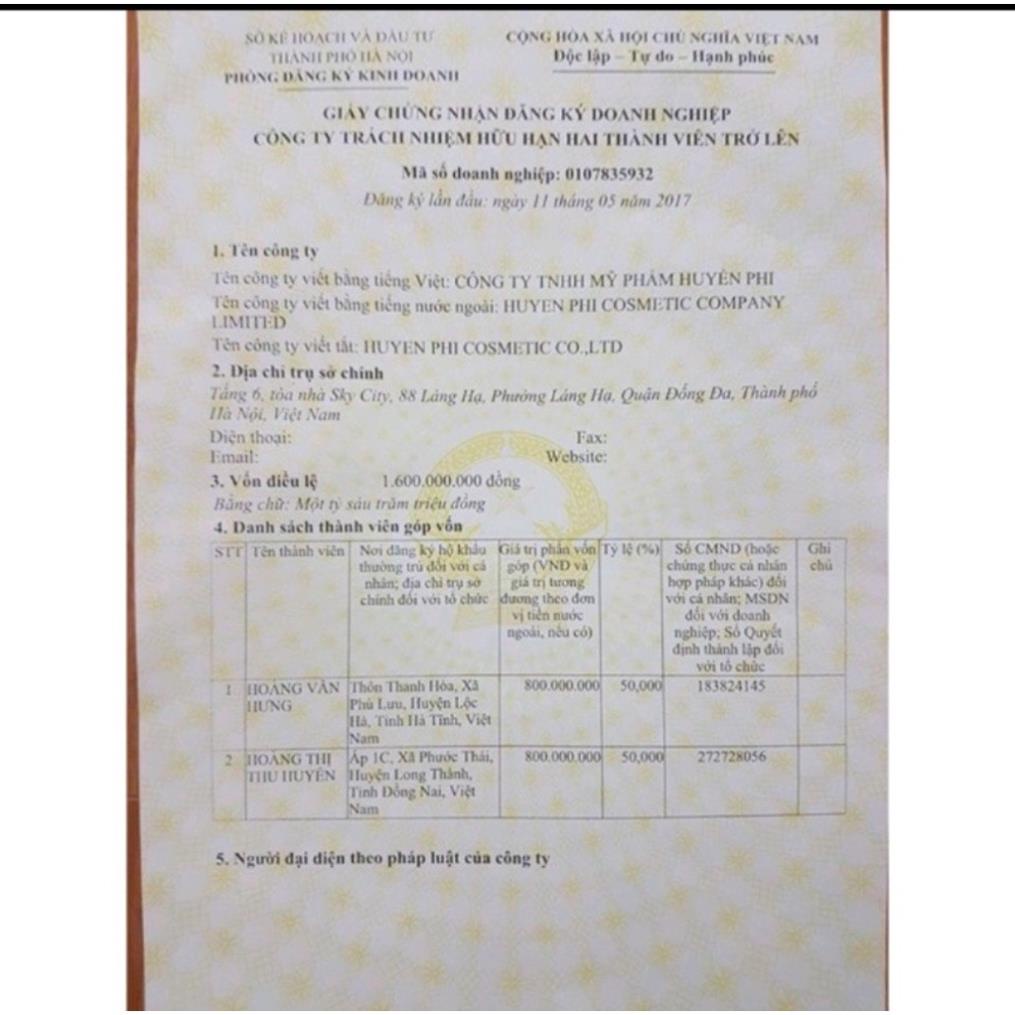 SỞ KẾ HOẠCH VÀ ĐẦU TƯ
THÀNH PHỐ HÀ NỘI
PHÒNG ĐĂNG KÝ KINH DOANH
CỘNG HÒA XÃ HỘI CHỦ NGHĨA VIỆT NAM
Độc lập – Tự do – Hạnh phúc
GIẤY CHỨNG NHẬN ĐĂNG KÝ DOANH NGHIỆP
CÔNG TY TRÁCH NHIỆM HỮU HẠN HAI THÀNH VIÊN TRỞ LÊN
Mã số doanh nghiệp: 0107835932
Đăng ký lần đầu: ngày 11 tháng 05 năm 2017
1. Tên công ty
Tên công ty viết bằng tiếng Việt: CÔNG TY TNHH MỸ PHẨM HUYỀN PHI
Tên công ty viết bằng tiếng nước ngoài: HUYEN PHI COSMETIC COMPANY
LIMITED
Tên công ty viết tắt: HUYEN PHI COSMETIC CO.,LTD
2. Địa chỉ trụ sở chính
Tầng 6, tòa nhà Sky City, 88 Láng Hạ, Phường Láng Hạ, Quận Đống Đa, Thành phố
Hà Nội, Việt Nam
Điện thoại: Fax:
Email: Website:
3. Vốn điều lệ 1.600.000.000 đồng
Bằng chữ: Một tỷ sáu trăm triệu đồng
4. Danh sách thành viên góp vốn
STT Tên thành viên Nơi đăng ký hộ khẩu Giá trị phần vốn Tỷ lệ (%) Số CMND (hoặc Ghi
thường trú đối với cá góp (VNĐ và chứng thực cá nhân chú
nhân; địa chỉ trụ sở giá trị tương hợp pháp khác) đối
chính đối với tổ chức đương theo đơn với cá nhân; MSDN
vị tiền nước đối với doanh
ngoài, nếu có) nghiệp; Số Quyết
định thành lập đối
với tổ chức
1 HOÀNG VĂN Thôn Thanh Hòa, Xã 800.000.000 50,000 183824145
HƯNG Phù Lưu, Huyện Lộc
Hà, Tỉnh Hà Tĩnh, Việt
Nam
2 HOÀNG THỊ Ấp 1C, Xã Phước Thái, 800.000.000 50,000 272728056
THU HUYỀN Huyện Long Thành,
Tỉnh Đồng Nai, Việt
Nam
5. Người đại diện theo pháp luật của công ty